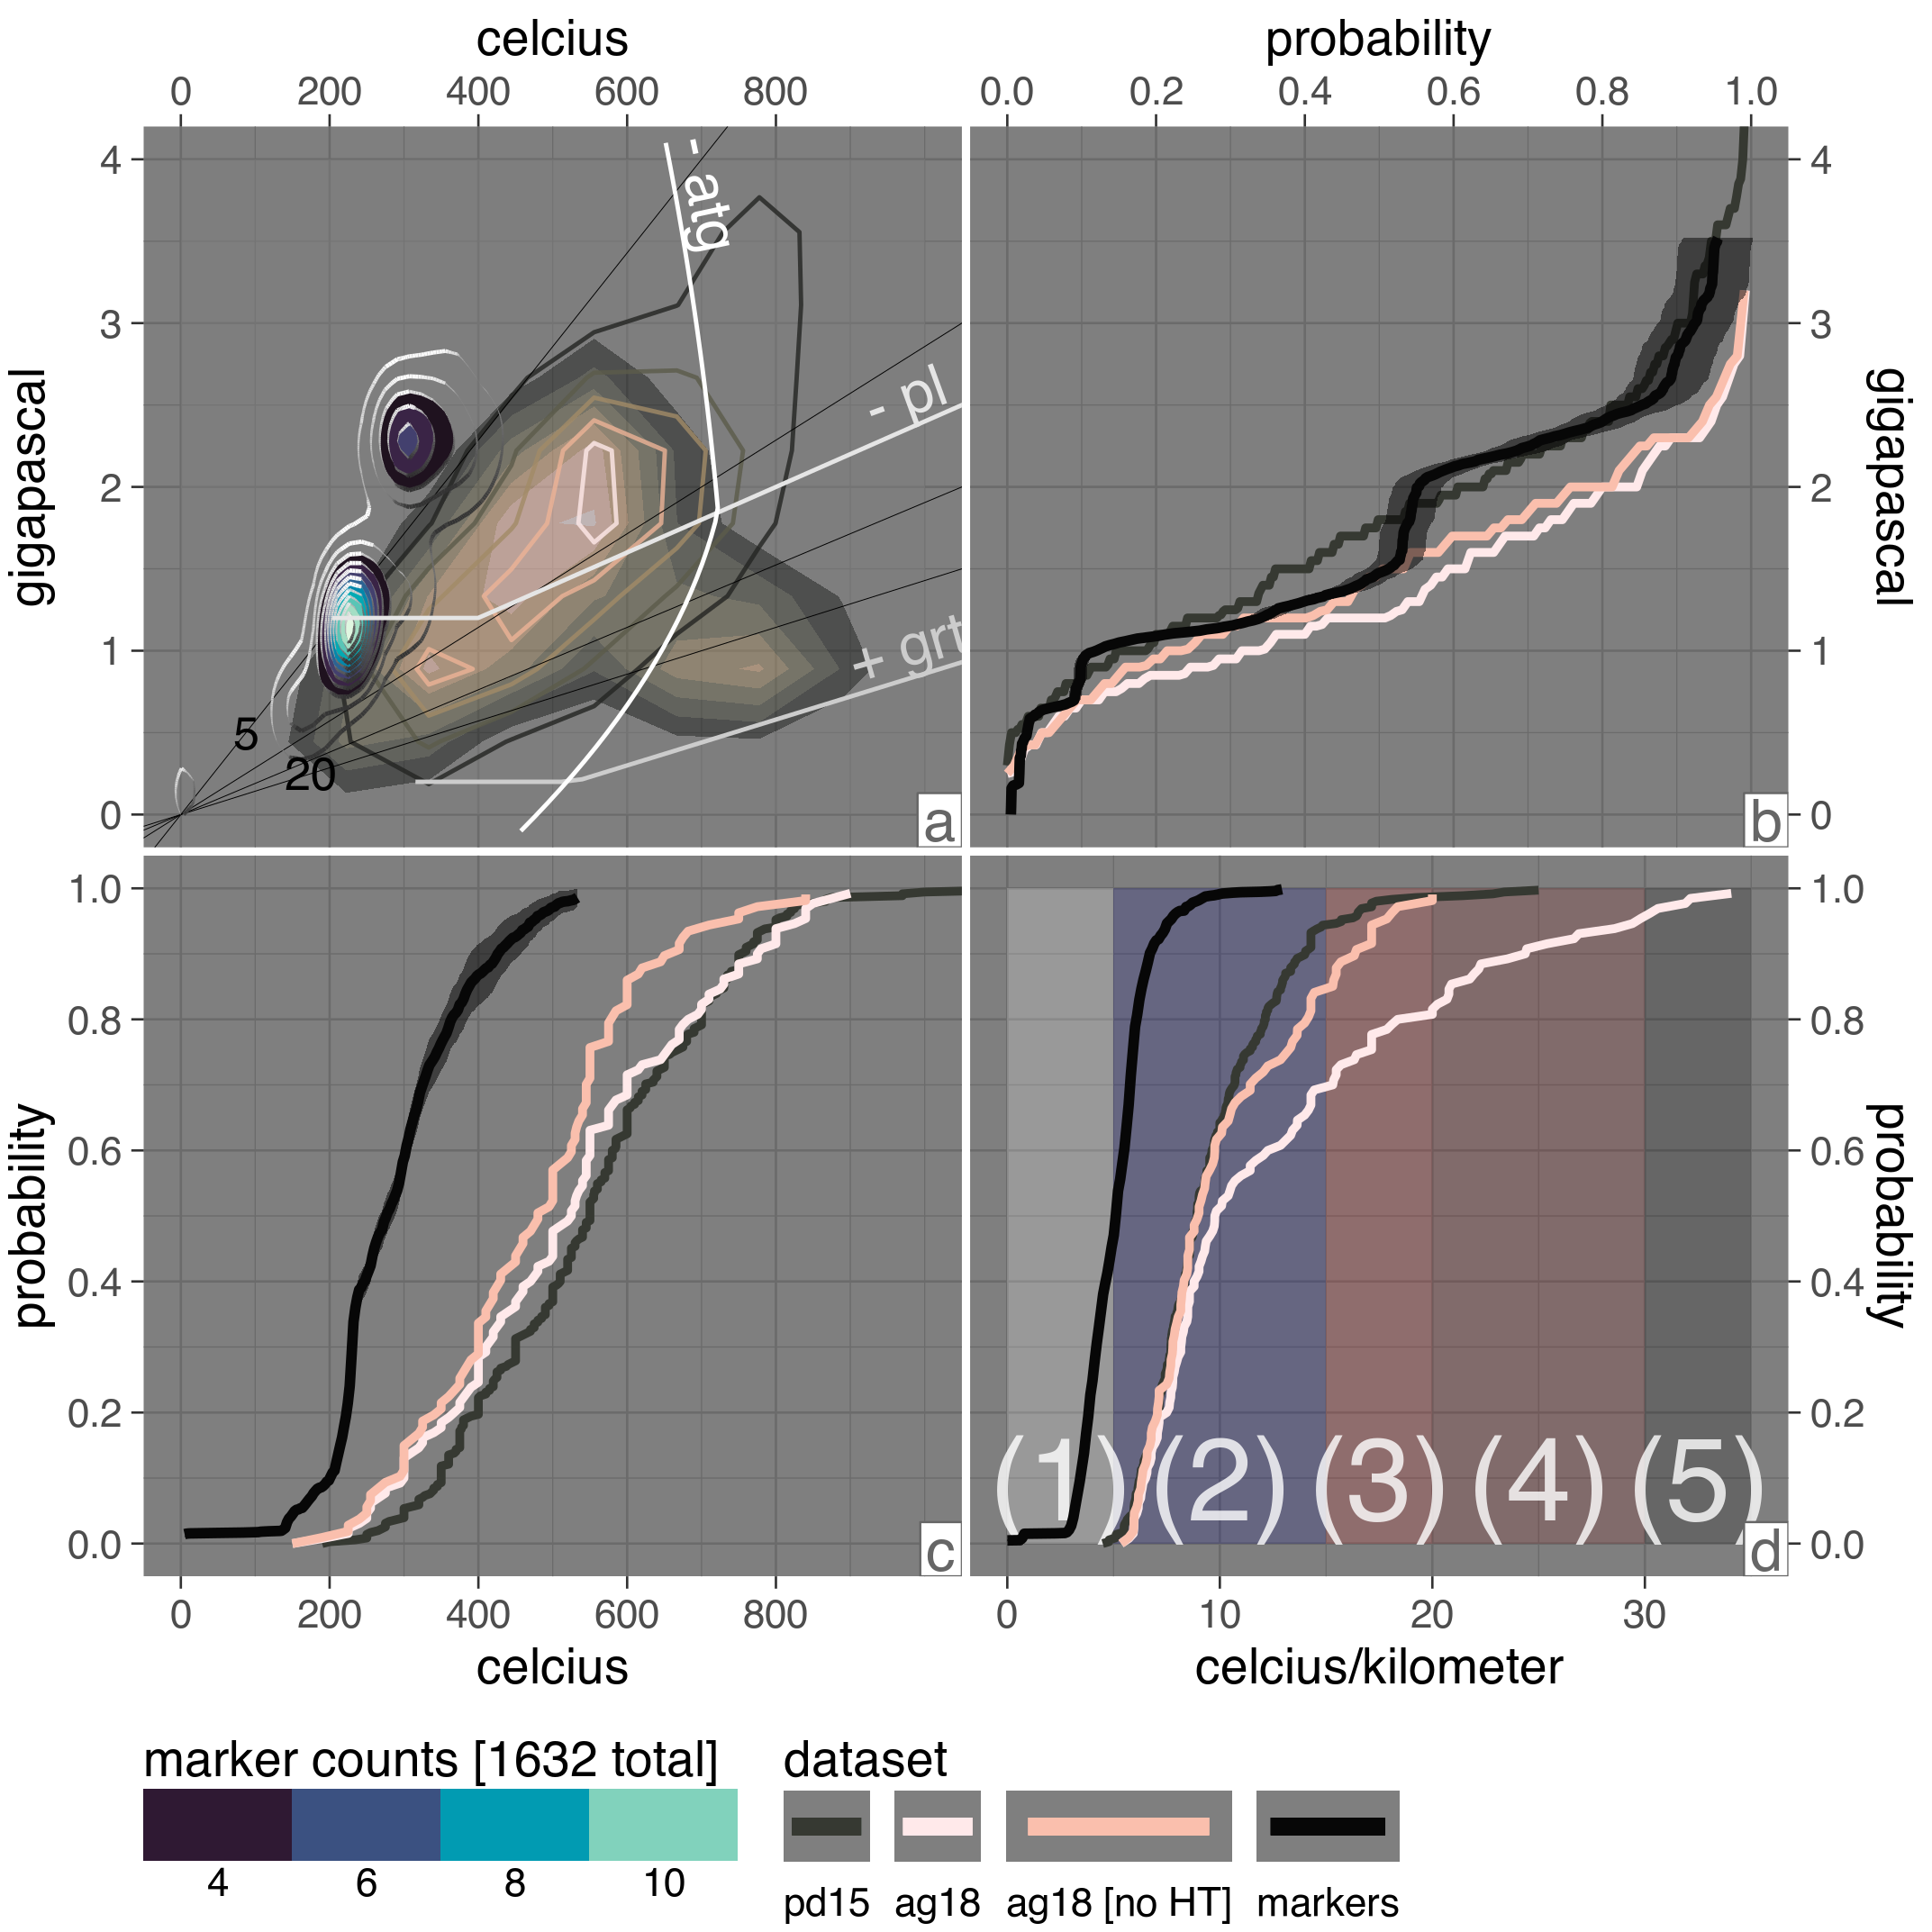 celcius
probability
0 200 400 600 800
0.0 0.2 0.4 0.6 0.8 1.0
gigapascal
4
3
2
1
0
- atg
- pl
+ grt
5
20
a
b
4
3
2
1
0
gigapascal
probability
1.0
0.8
0.6
0.4
0.2
0.0
c
(1) (2) (3) (4) (5)
d
1.0
0.8
0.6
0.4
0.2
0.0
probability
0 200 400 600 800
0 10 20 30
celcius
celcius/kilometer
marker counts [1632 total]
4 6 8 10
dataset
pd15 ag18 ag18 [no HT] markers